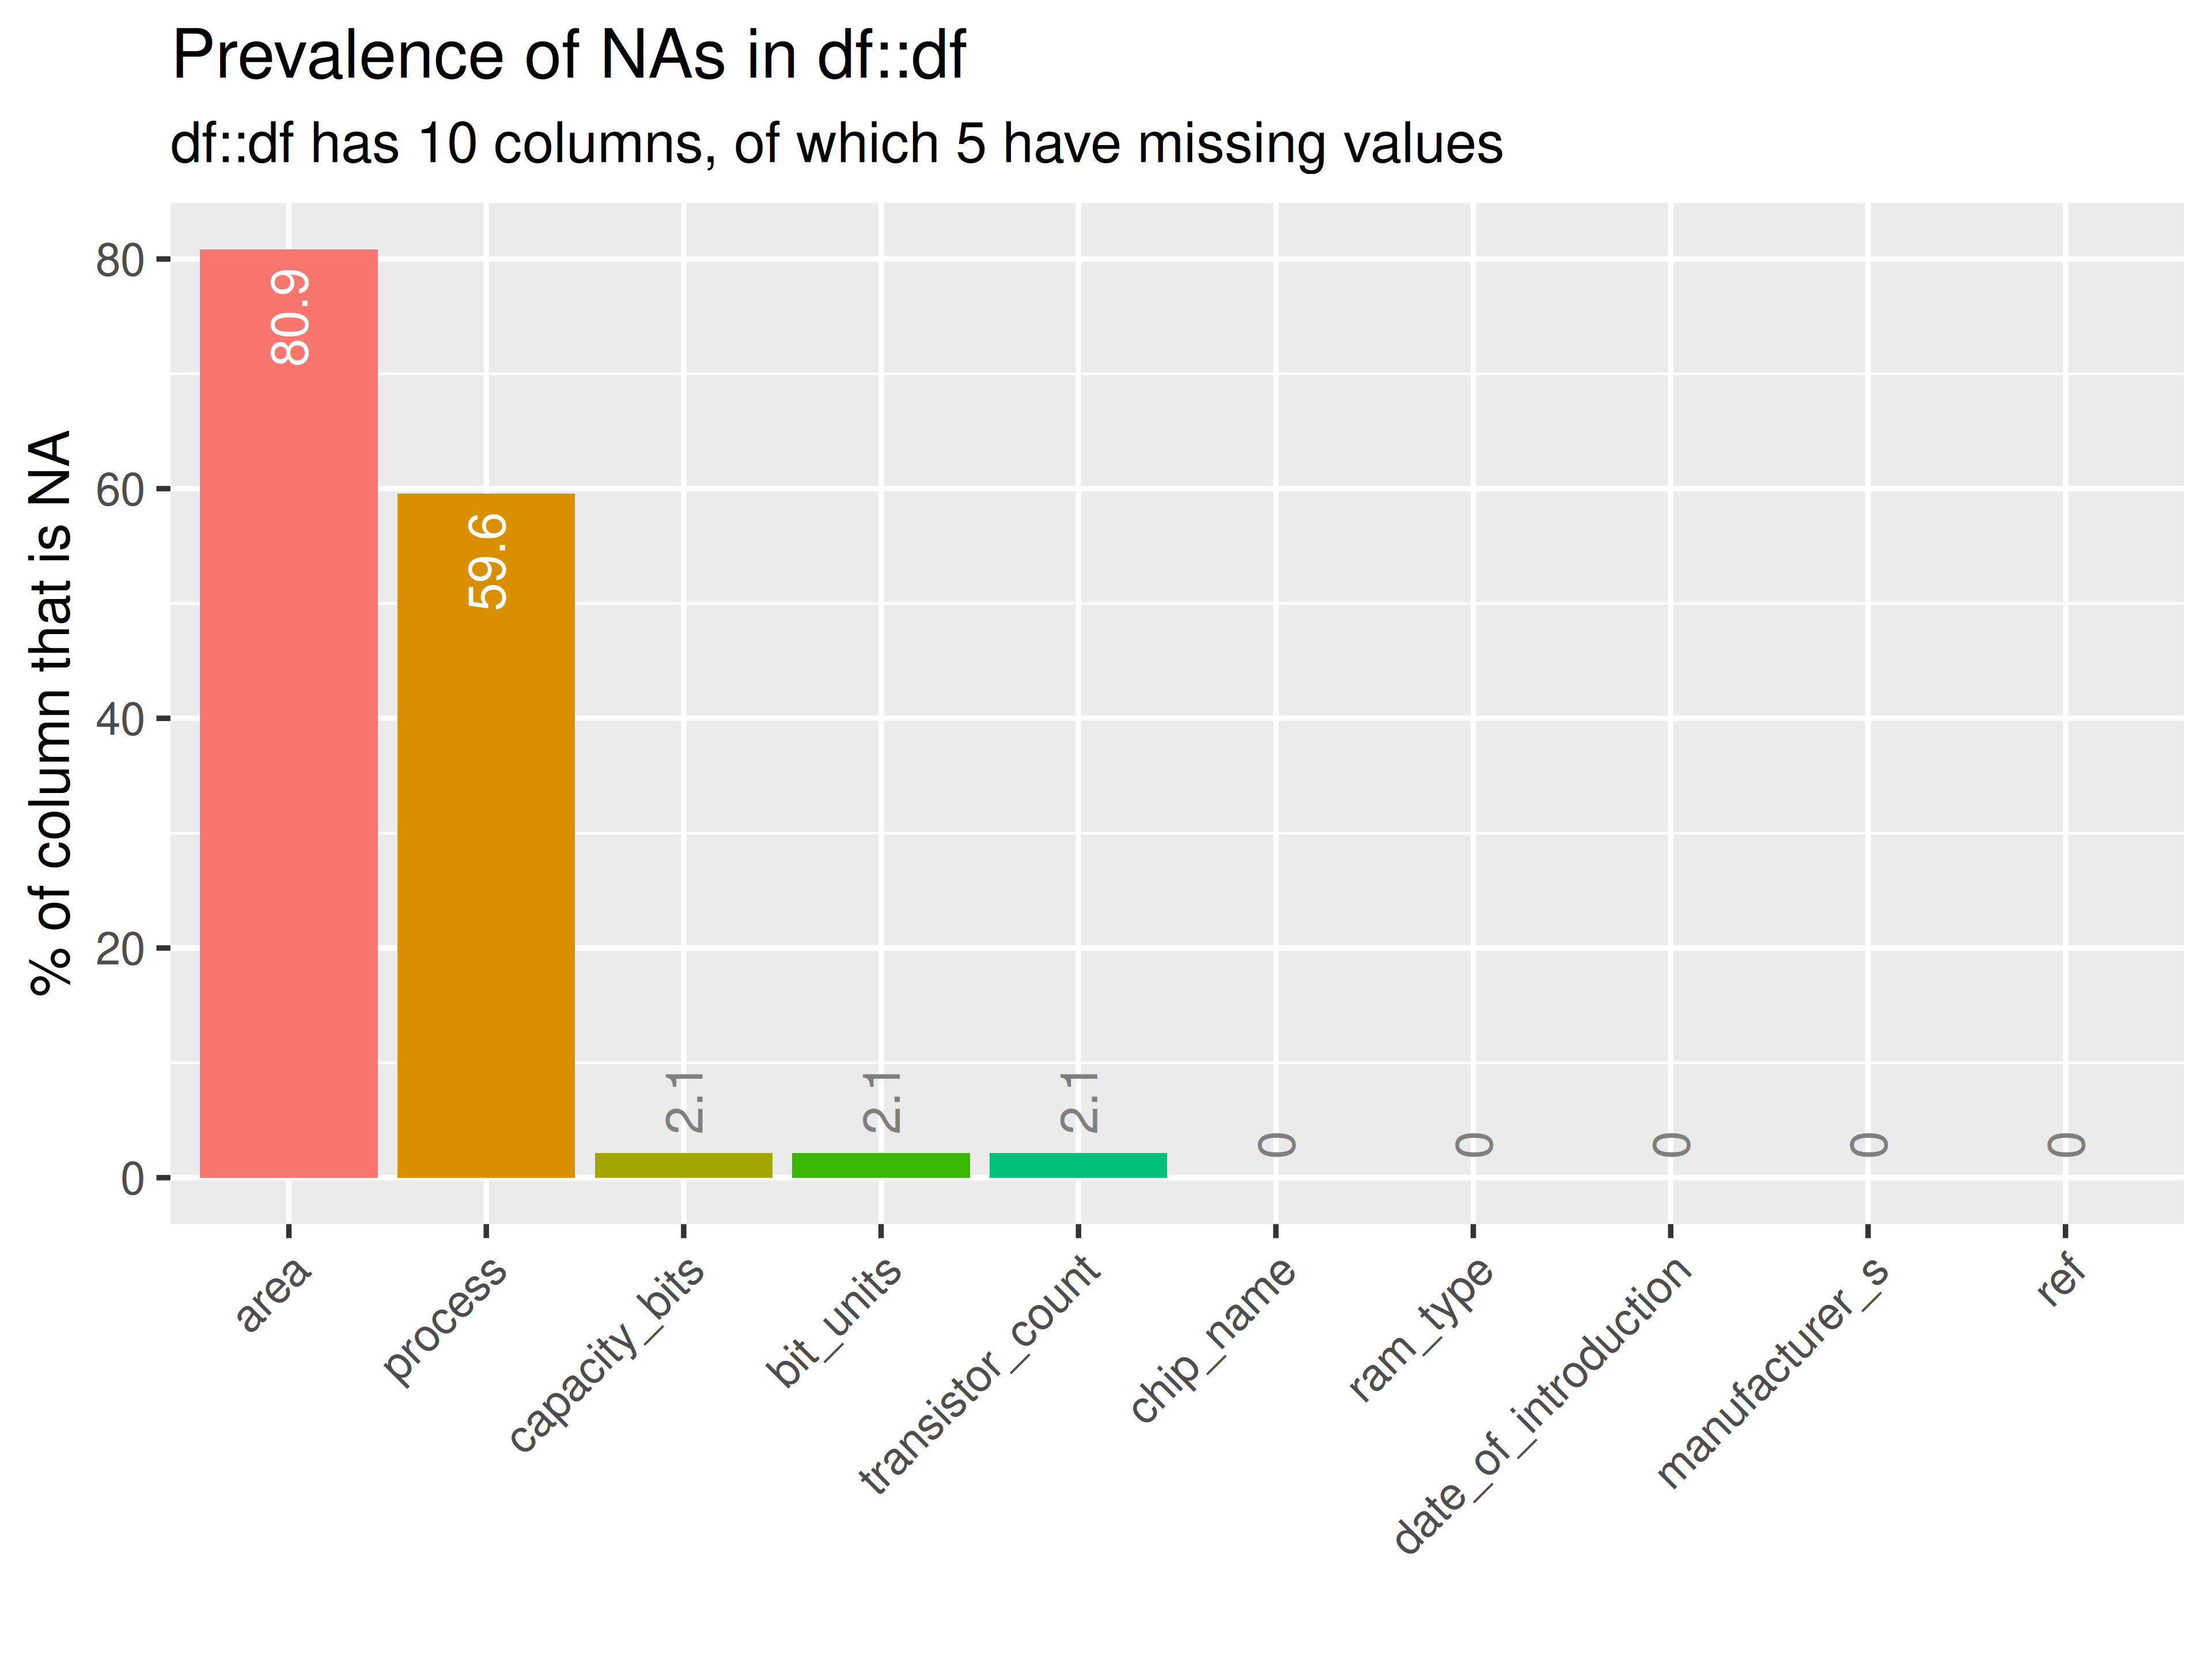 Prevalence of NAs in df::df
df::df has 10 columns, of which 5 have missing values
% of column that is NA
80
60
40
20
0
80.9
59.6
2.1
2.1
2.1
0
0
0
0
0
area
process
capacity_bits
bit_units
transistor_count
chip_name
ram_type
date_of_introduction
manufacturer_s
ref